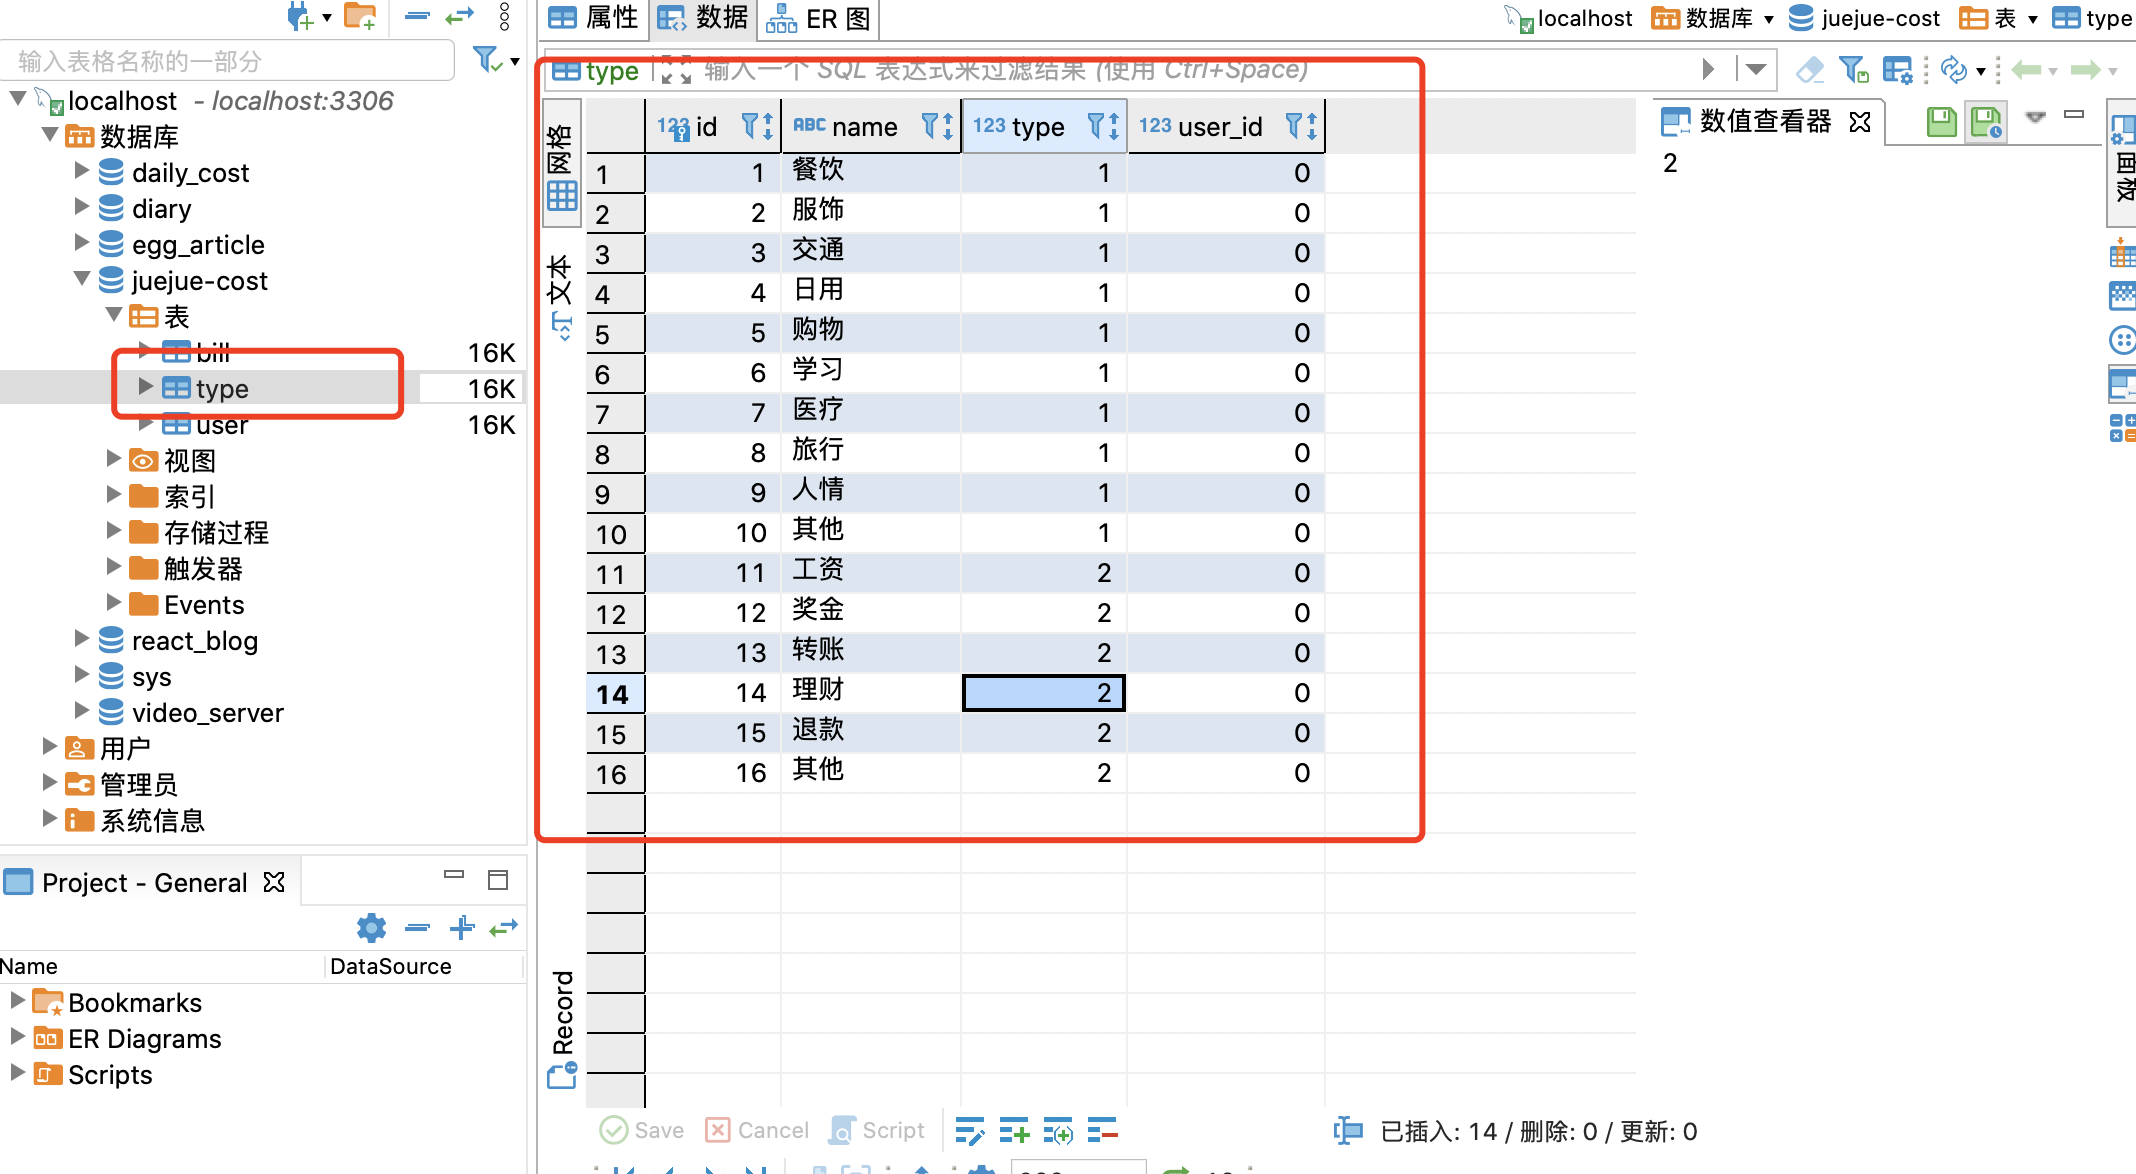 属性 数据 ER 图
localhost 数据库 juejue-cost 表 type
输入表格名称的一部分
type 输入一个 SQL 表达式来过滤结果 (使用 Ctrl+Space)
localhost - localhost:3306
数据库
daily_cost
diary
egg_article
juejue-cost
表
bill 16K
type 16K
user 16K
视图
索引
存储过程
触发器
Events
react_blog
sys
video_server
用户
管理员
系统信息
Project - General
Name DataSource
Bookmarks
ER Diagrams
Scripts
网格
文本
Record
123 id ABC name 123 type 123 user_id
1 1 餐饮 1 0
2 2 服饰 1 0
3 3 交通 1 0
4 4 日用 1 0
5 5 购物 1 0
6 6 学习 1 0
7 7 医疗 1 0
8 8 旅行 1 0
9 9 人情 1 0
10 10 其他 1 0
11 11 工资 2 0
12 12 奖金 2 0
13 13 转账 2 0
14 14 理财 2 0
15 15 退款 2 0
16 16 其他 2 0
数值查看器
2
Save Cancel Script
已插入: 14 / 删除: 0 / 更新: 0